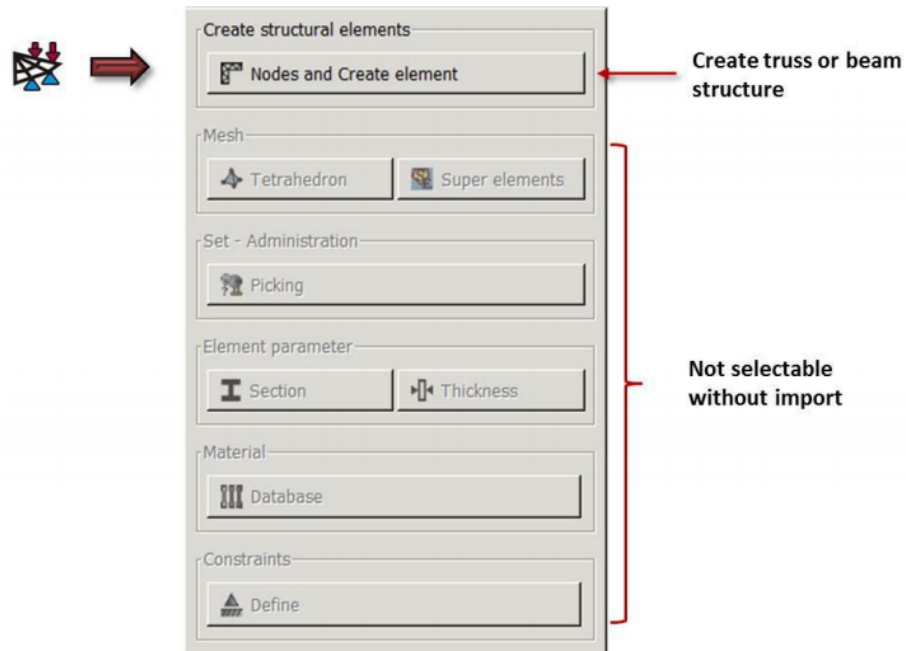 Create structural elements
Nodes and Create element
Create truss or beam
structure
Mesh
Tetrahedron
Super elements
Set - Administration
Picking
Element parameter
Section
Thickness
Not selectable
without import
Material
Database
Constraints
Define